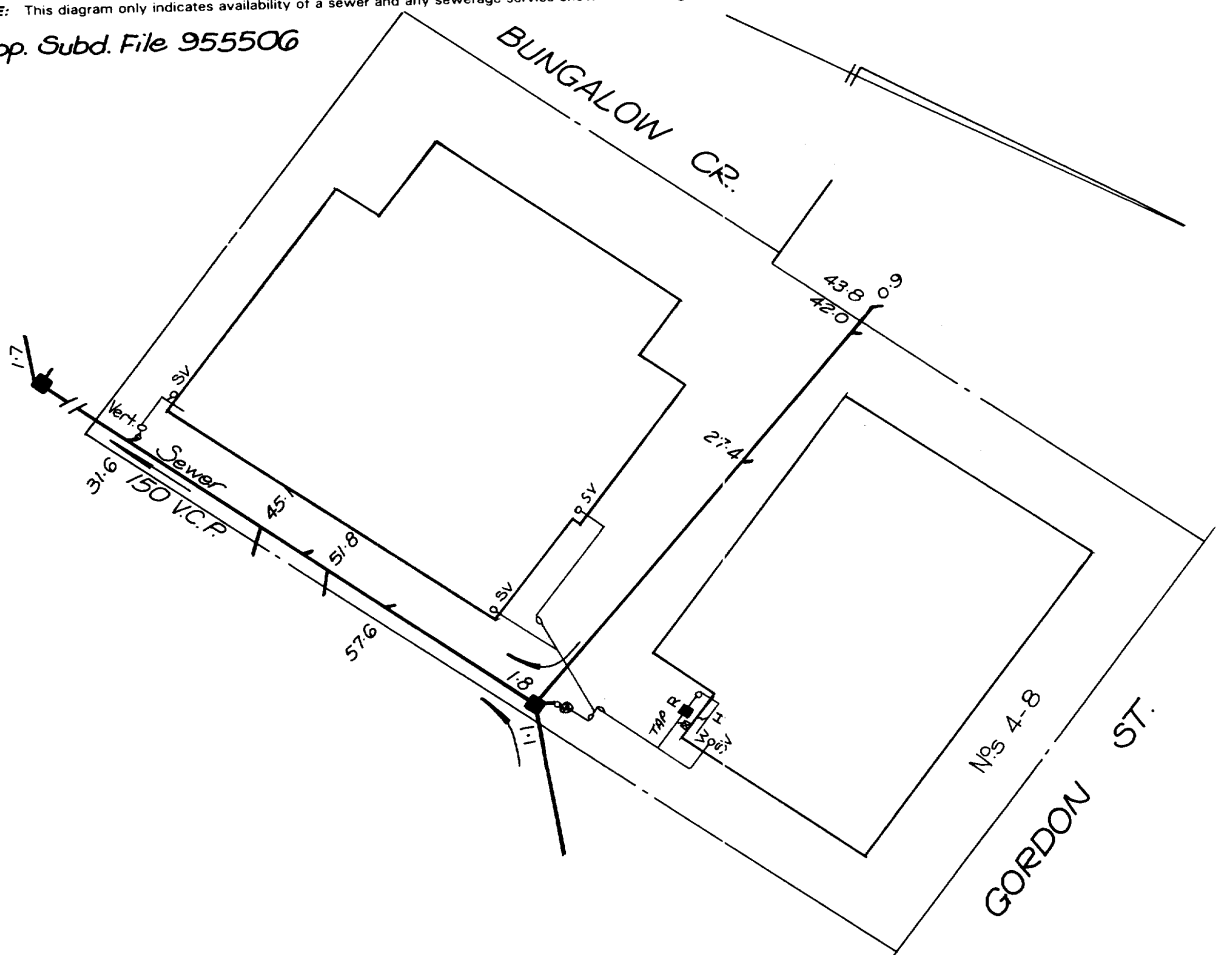 E: This diagram only indicates availability of a sewer and any sewerage service
op. Subd. File 955506
BUNGALOW CR.
43.8
0.9
42.0
1.7
SV
Vert.
27.4
Sewer
31.6
150 V.C.P.
45.1
SV
51.8
SV
57.6
1.8
1.1
TAP
R
H
W
SV
Nos 4-8
GORDON ST.